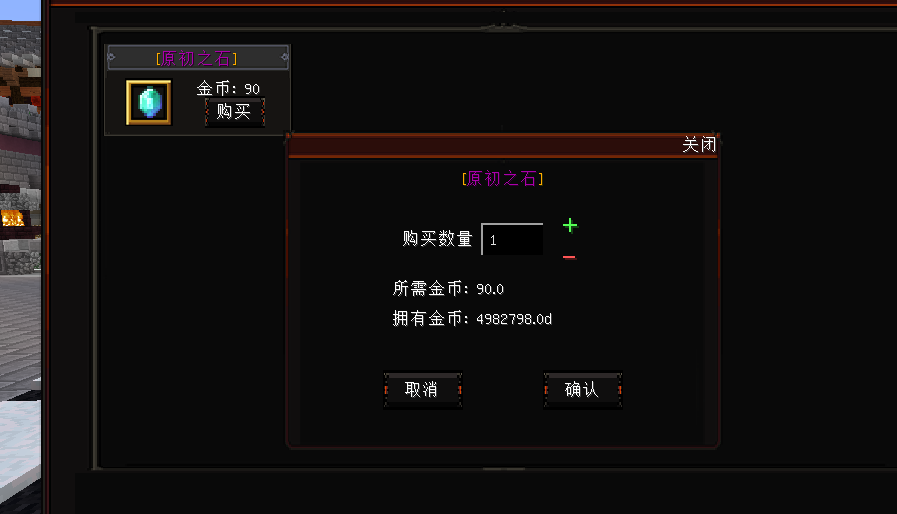 [原初之石]
金币: 90
购买
关闭
[原初之石]
购买数量 1
+
-
所需金币: 90.0
拥有金币: 4982798.0d
取消 确认